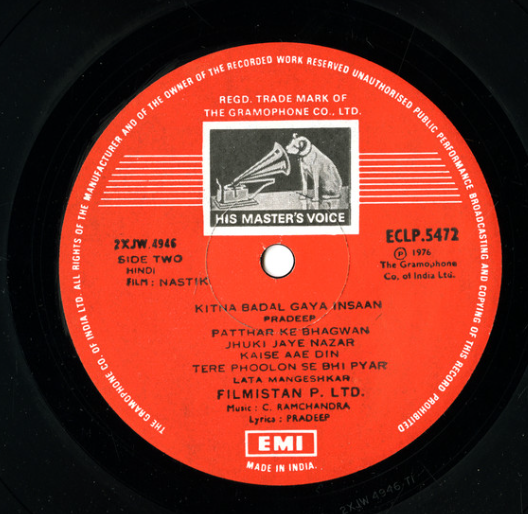 THE GRAMOPHONE CO. OF INDIA LTD. ALL RIGHTS OF THE MANUFACTURER AND OF THE OWNER OF THE RECORDED WORK RESERVED UNAUTHORISED PUBLIC PERFORMANCE BROADCASTING AND COPYING OF THIS RECORD PROHIBITED
REGD. TRADE MARK OF
THE GRAMOPHONE CO., LTD.
HIS MASTER'S VOICE
2XJW.4946
SIDE TWO
HINDI
FILM : NASTIK
ECLP.5472
Ⓟ 1976
The Gramophone
Co. of India Ltd.
KITNA BADAL GAYA INSAAN
PRADEEP
PATTHAR KE BHAGWAN
JHUKI JAYE NAZAR
KAISE AAE DIN
TERE PHOOLON SE BHI PYAR
LATA MANGESHKAR
FILMISTAN P. LTD.
Music : C. RAMCHANDRA
Lyrics : PRADEEP
EMI
MADE IN INDIA.
2XJW 4946